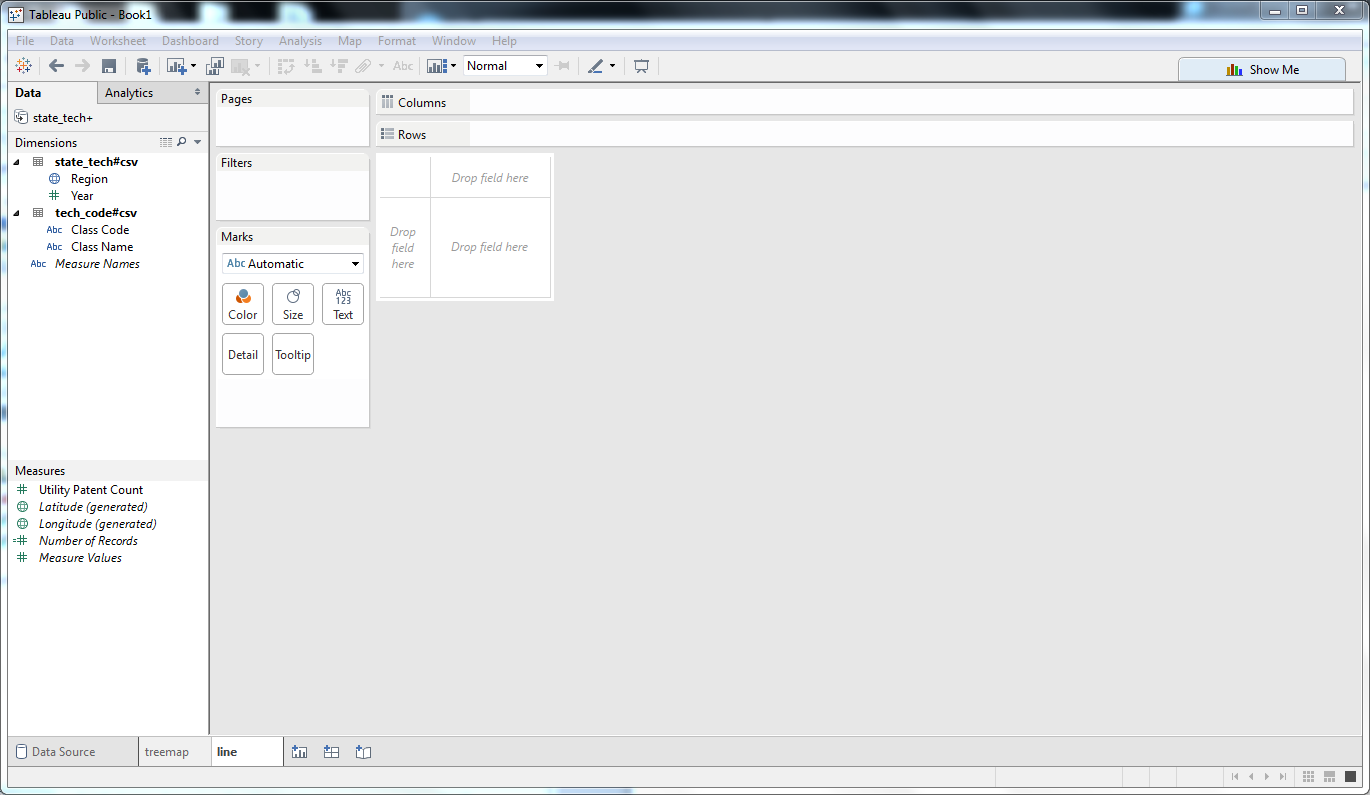 Tableau Public - Book1
File Data Worksheet Dashboard Story Analysis Map Format Window Help
Abc Normal
Show Me
Data Analytics
state_tech+
Dimensions
state_tech#csv
Region
Year
tech_code#csv
Abc Class Code
Abc Class Name
Abc Measure Names
Measures
Utility Patent Count
Latitude (generated)
Longitude (generated)
Number of Records
Measure Values
Pages
Filters
Marks
Abc Automatic
Color Size Abc 123 Text
Detail Tooltip
Columns
Rows
Drop field here
Drop
field
here
Drop field here
Data Source treemap line